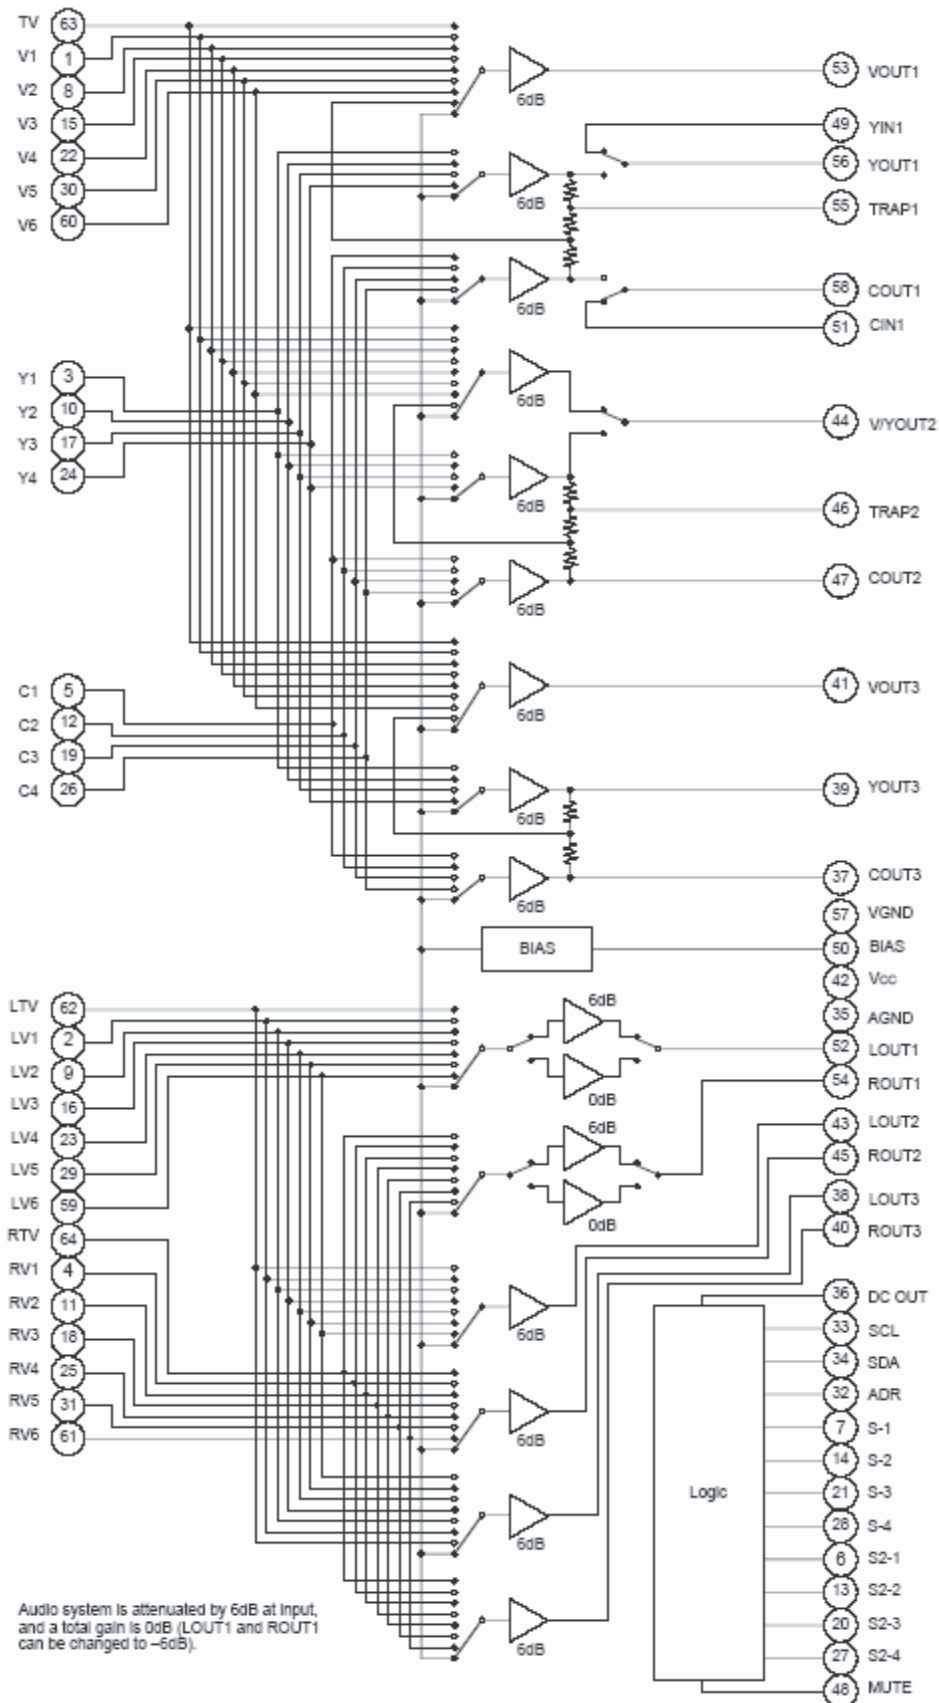 TV 63
V1 1
V2 8
V3 15
V4 22
V5 30
V6 60
Y1 3
Y2 10
Y3 17
Y4 24
C1 5
C2 12
C3 19
C4 26
LTV 62
LV1 2
LV2 9
LV3 16
LV4 23
LV5 29
LV6 59
RTV 64
RV1 4
RV2 11
RV3 18
RV4 25
RV5 31
RV6 61
6dB
6dB
6dB
6dB
6dB
6dB
6dB
6dB
6dB
BIAS
6dB
0dB
6dB
0dB
6dB
6dB
6dB
6dB
Logic
53 VOUT1
49 YIN1
56 YOUT1
55 TRAP1
58 COUT1
51 CIN1
44 V/YOUT2
46 TRAP2
47 COUT2
41 VOUT3
39 YOUT3
37 COUT3
57 VGND
50 BIAS
42 Vcc
35 AGND
52 LOUT1
54 ROUT1
43 LOUT2
45 ROUT2
38 LOUT3
40 ROUT3
36 DC OUT
33 SCL
34 SDA
32 ADR
7 S-1
14 S-2
21 S-3
28 S-4
6 S2-1
13 S2-2
20 S2-3
27 S2-4
48 MUTE
Audio system is attenuated by 6dB at input,
and a total gain is 0dB (LOUT1 and ROUT1
can be changed to –6dB).